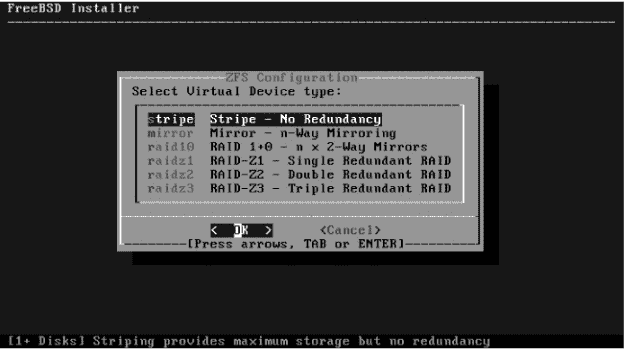 FreeBSD Installer
ZFS Configuration
Select Virtual Device type:
stripe Stripe - No Redundancy
mirror Mirror - n-Way Mirroring
raid10 RAID 1+0 - n x 2-Way Mirrors
raidz1 RAID-Z1 - Single Redundant RAID
raidz2 RAID-Z2 - Double Redundant RAID
raidz3 RAID-Z3 - Triple Redundant RAID
< OK > <Cancel>
[Press arrows, TAB or ENTER]
[1+ Disks] Striping provides maximum storage but no redundancy